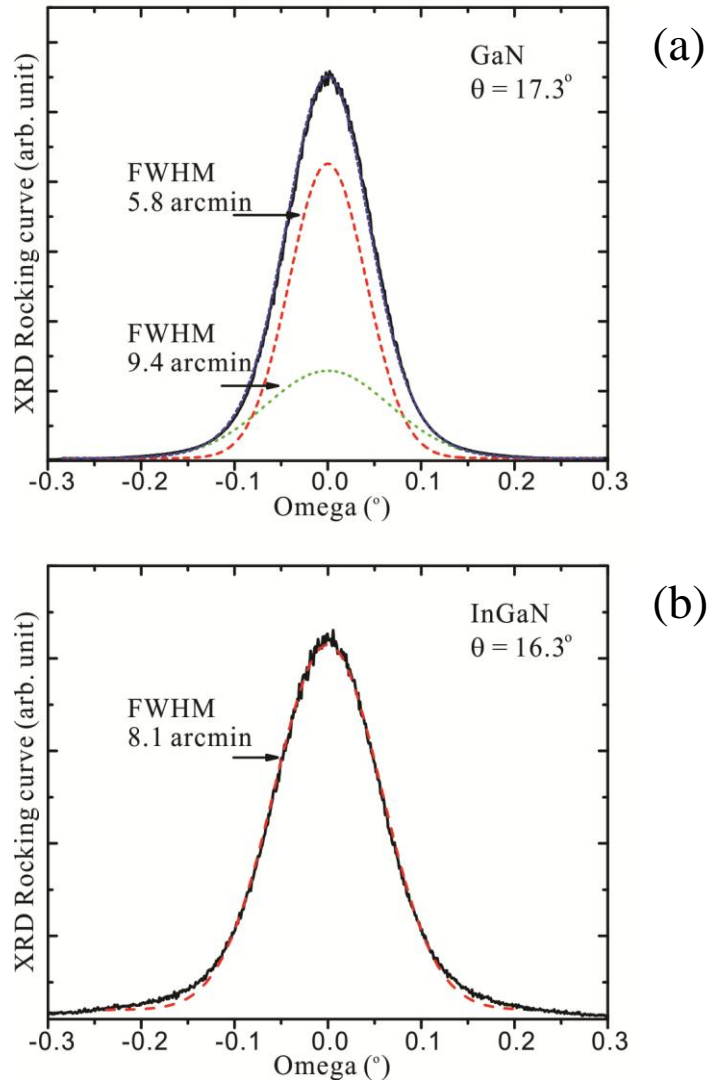 (a)
GaN
θ = 17.3°
FWHM
5.8 arcmin
FWHM
9.4 arcmin
XRD Rocking curve (arb. unit)
-0.3 -0.2 -0.1 0.0 0.1 0.2 0.3
Omega (°)
(b)
InGaN
θ = 16.3°
FWHM
8.1 arcmin
XRD Rocking curve (arb. unit)
-0.3 -0.2 -0.1 0.0 0.1 0.2 0.3
Omega (°)